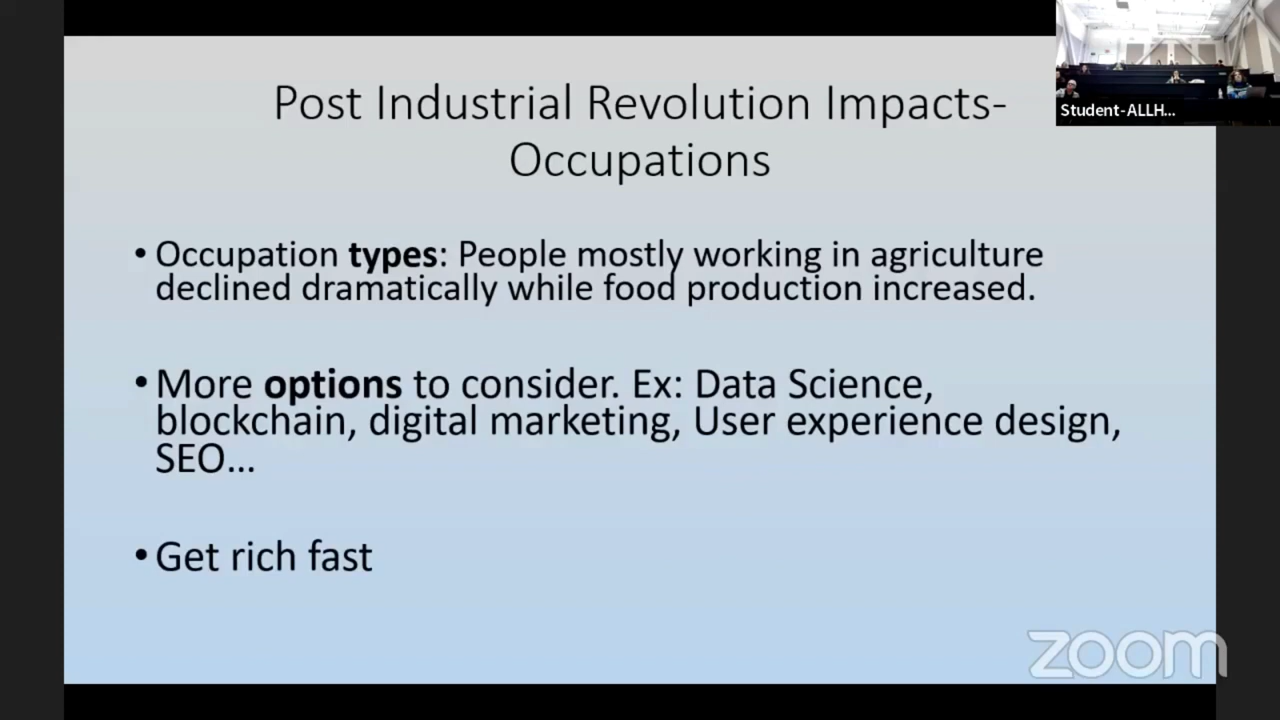 Post Industrial Revolution Impacts-
Occupations
Student-ALLH...
• Occupation types: People mostly working in agriculture
declined dramatically while food production increased.
• More options to consider. Ex: Data Science,
blockchain, digital marketing, User experience design,
SEO...
• Get rich fast
zoom